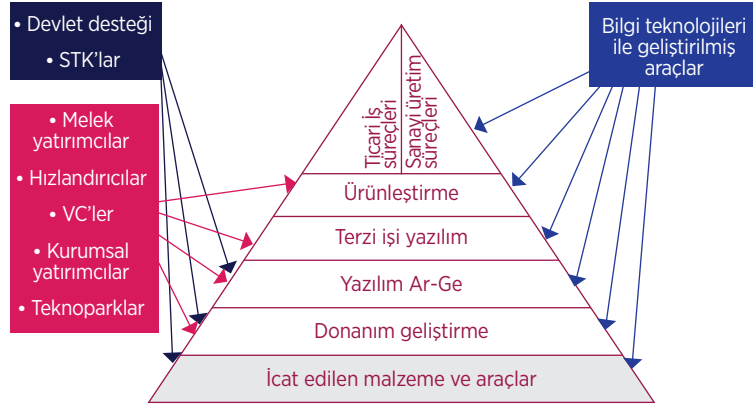 • Devlet desteği
• STK’lar
• Melek
yatırımcılar
• Hızlandırıcılar
• VC’ler
• Kurumsal
yatırımcılar
• Teknoparklar
Bilgi teknolojileri
ile geliştirilmiş
araçlar
Ticari İş
süreçleri
Sanayi üretim
süreçleri
Ürünleştirme
Terzi işi yazılım
Yazılım Ar-Ge
Donanım geliştirme
İcat edilen malzeme ve araçlar